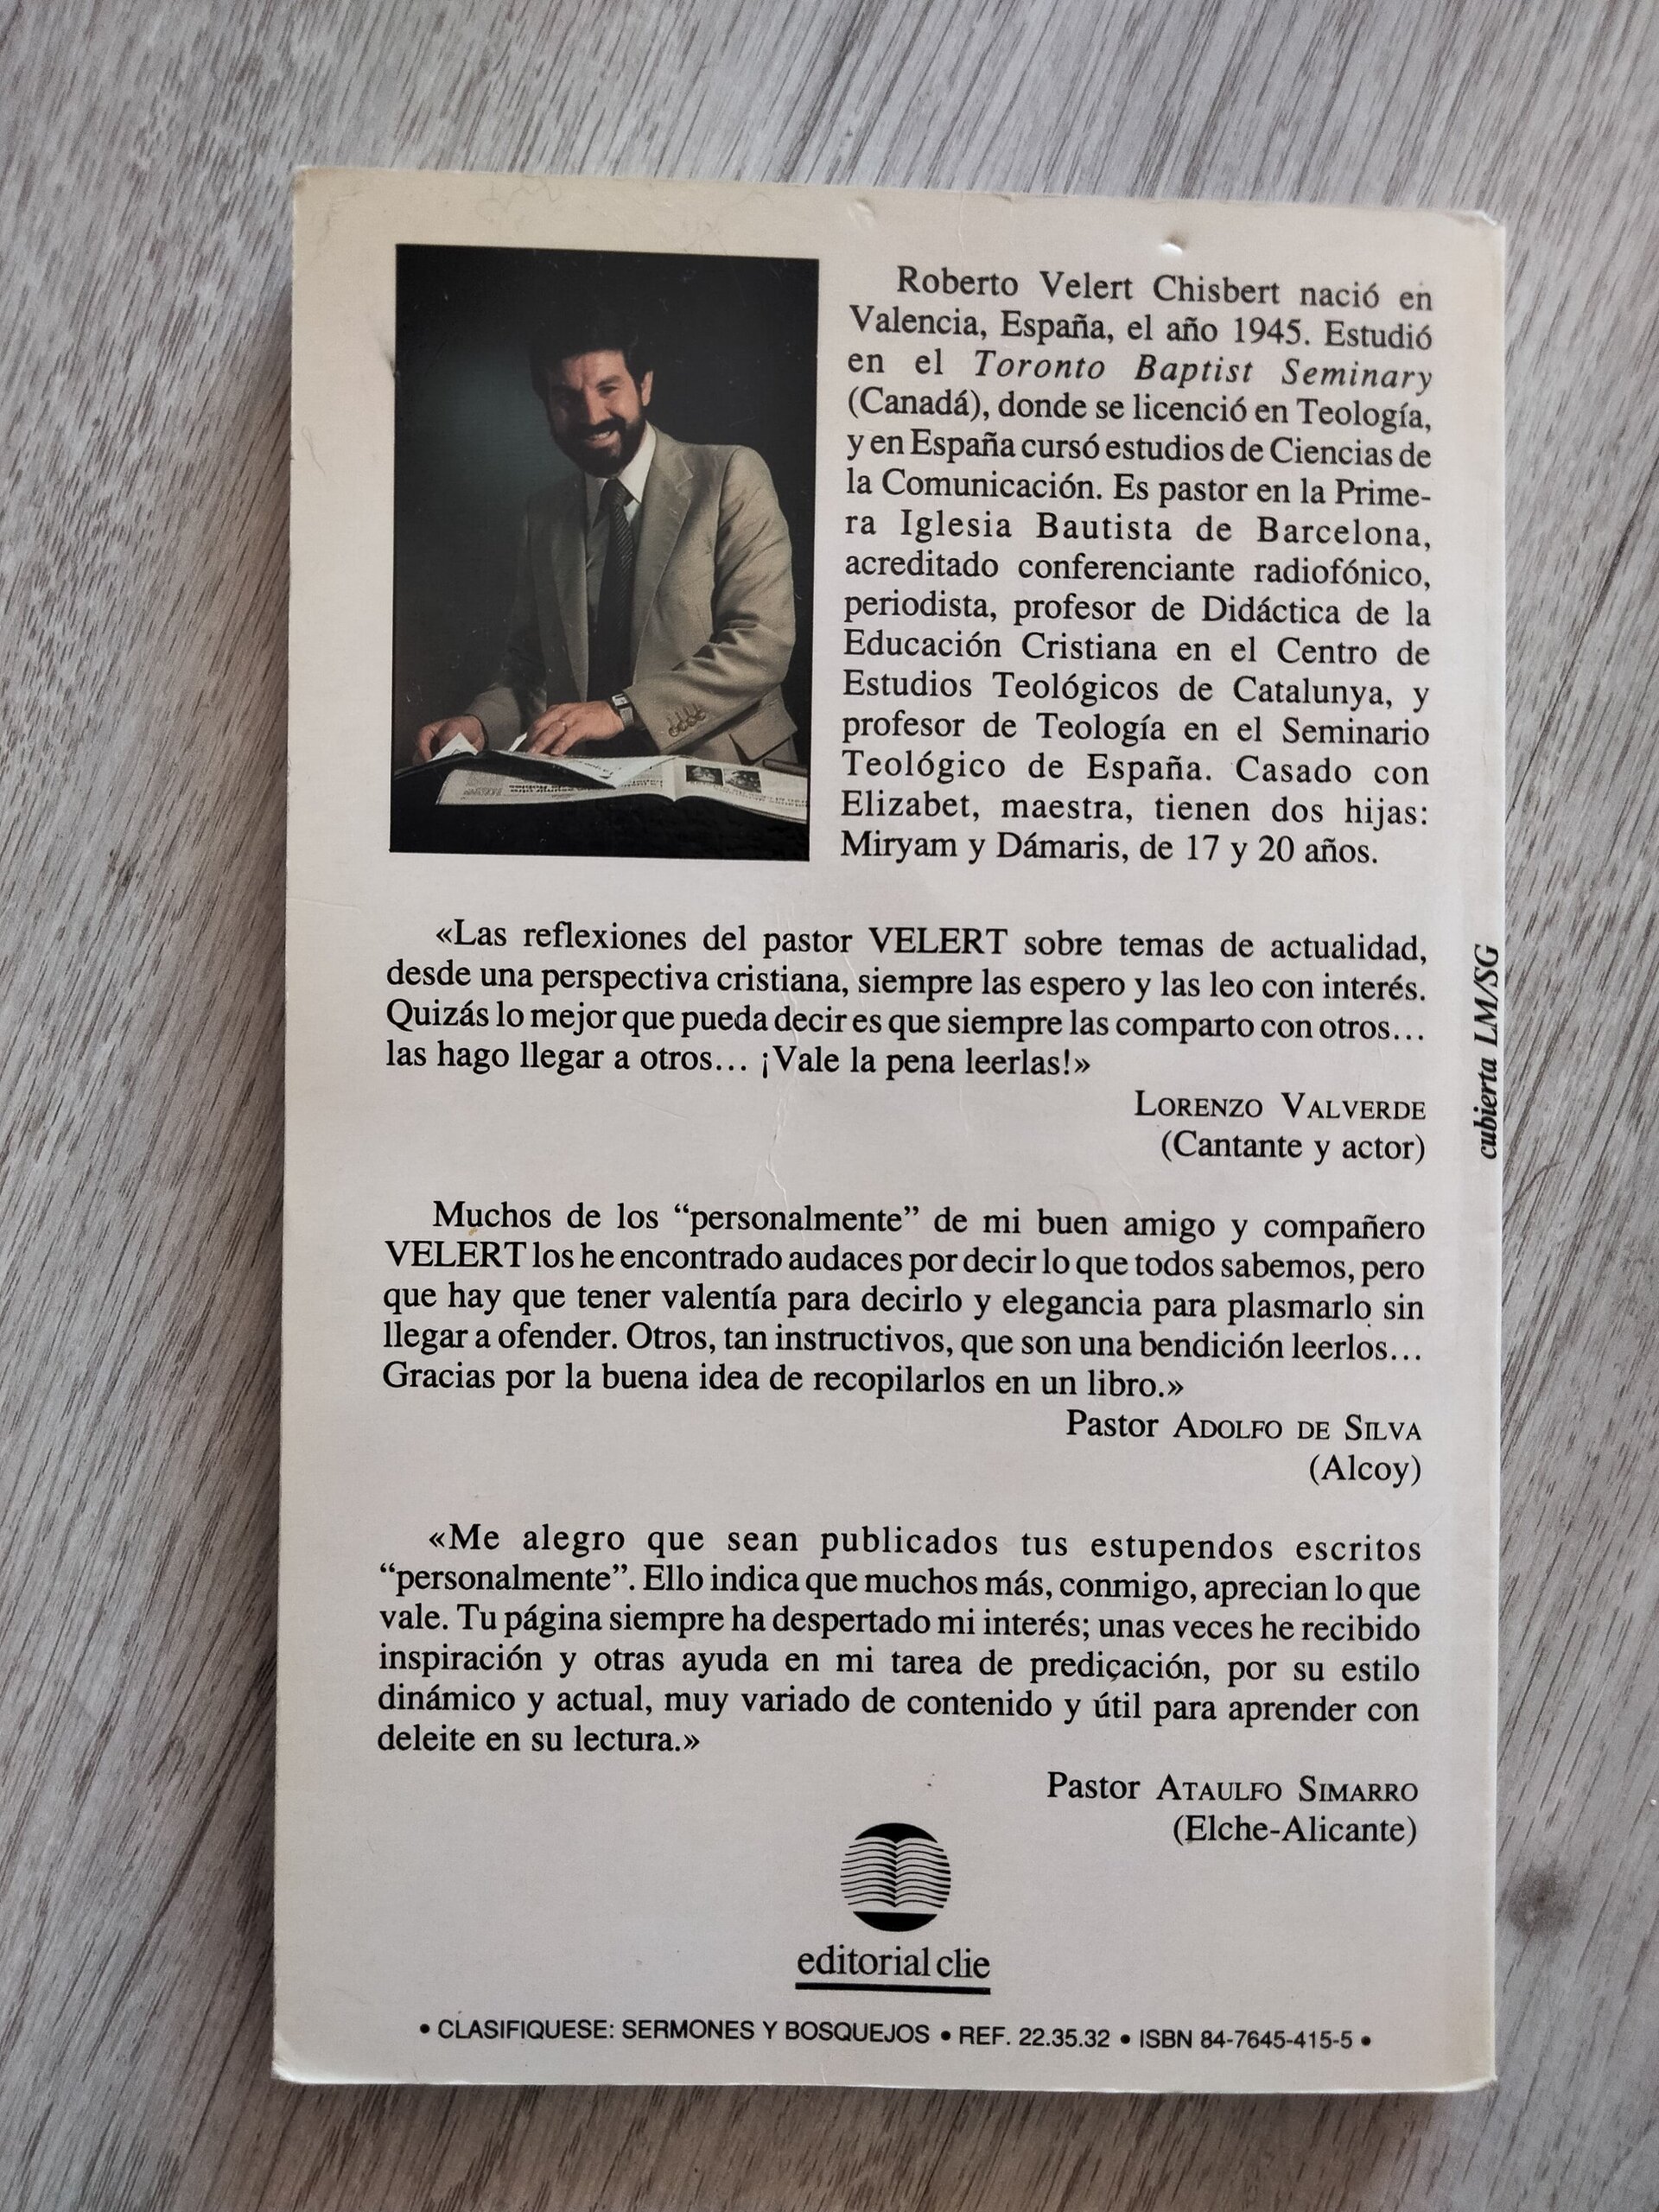 Roberto Velert Chisbert nació en
Valencia, España, el año 1945. Estudió
en el Toronto Baptist Seminary
(Canadá), donde se licenció en Teología,
y en España cursó estudios de Ciencias de
la Comunicación. Es pastor en la Prime-
ra Iglesia Bautista de Barcelona,
acreditado conferenciante radiofónico,
periodista, profesor de Didáctica de la
Educación Cristiana en el Centro de
Estudios Teológicos de Catalunya, y
profesor de Teología en el Seminario
Teológico de España. Casado con
Elizabet, maestra, tienen dos hijas:
Miryam y Dámaris, de 17 y 20 años.
«Las reflexiones del pastor VELERT sobre temas de actualidad,
desde una perspectiva cristiana, siempre las espero y las leo con interés.
Quizás lo mejor que pueda decir es que siempre las comparto con otros...
las hago llegar a otros... ¡Vale la pena leerlas!»
LORENZO VALVERDE
(Cantante y actor)
cubierta LM/SG
Muchos de los “personalmente” de mi buen amigo y compañero
VELERT los he encontrado audaces por decir lo que todos sabemos, pero
que hay que tener valentía para decirlo y elegancia para plasmarlo sin
llegar a ofender. Otros, tan instructivos, que son una bendición leerlos...
Gracias por la buena idea de recopilarlos en un libro.»
Pastor ADOLFO DE SILVA
(Alcoy)
«Me alegro que sean publicados tus estupendos escritos
“personalmente”. Ello indica que muchos más, conmigo, aprecian lo que
vale. Tu página siempre ha despertado mi interés; unas veces he recibido
inspiración y otras ayuda en mi tarea de predicación, por su estilo
dinámico y actual, muy variado de contenido y útil para aprender con
deleite en su lectura.»
Pastor ATAULFO SIMARRO
(Elche-Alicante)
editorial clie
• CLASIFIQUESE: SERMONES Y BOSQUEJOS • REF. 22.35.32 • ISBN 84-7645-415-5 •